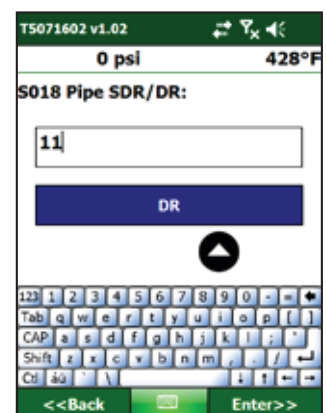 T5071602 v1.02
0 psi 428°F
S018 Pipe SDR/DR:
11
DR
123 1 2 3 4 5 6 7 8 9 0 - =
Tab q w e r t y u i o p [ ]
CAP a s d f g h j k l ; '
Shift z x c v b n m , . /
Ctl áü ` \
<<Back Enter>>